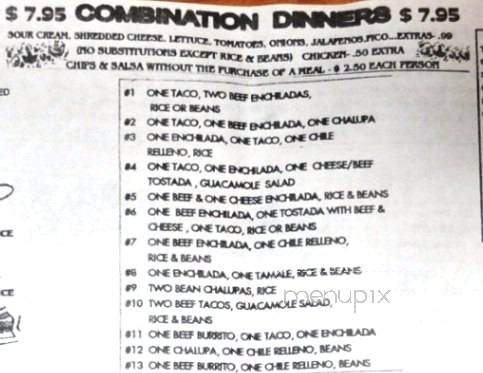 $ 7.95 COMBINATION DINNERS $ 7.95
SOUR CREAM, SHREDDED CHEESE, LETTUCE, TOMATOES, ONIONS, JALAPENOS,PICO...EXTRAS- .99
(NO SUBSTITUTIONS EXCEPT RICE & BEANS) CHICKEN- .50 EXTRA
CHIPS & SALSA WITHOUT THE PURCHASE OF A MEAL - $ 2.50 EACH PERSON
#1 ONE TACO, TWO BEEF ENCHILADAS,
RICE OR BEANS
#2 ONE TACO, ONE BEEF ENCHILADA, ONE CHALUPA
#3 ONE ENCHILADA, ONE TACO, ONE CHILE
RELLENO, RICE
#4 ONE TACO, ONE ENCHILADA, ONE CHEESE/BEEF
TOSTADA , GUACAMOLE SALAD
#5 ONE BEEF & ONE CHEESE ENCHILADA, RICE & BEANS
#6 ONE BEEF ENCHILADA, ONE TOSTADA WITH BEEF &
CHEESE , ONE TACO, RICE OR BEANS
#7 ONE BEEF ENCHILADA, ONE CHILE RELLENO,
RICE & BEANS
#8 ONE ENCHILADA, ONE TAMALE, RICE & BEANS
#9 TWO BEAN CHALUPAS, RICE
menupix
#10 TWO BEEF TACOS, GUACAMOLE SALAD,
RICE & BEANS
#11 ONE BEEF BURRITO, ONE TACO, ONE ENCHILADA
#12 ONE CHALUPA, ONE CHILE RELLENO, BEANS
#13 ONE BEEF BURRITO, ONE CHILE RELLENO, BEANS